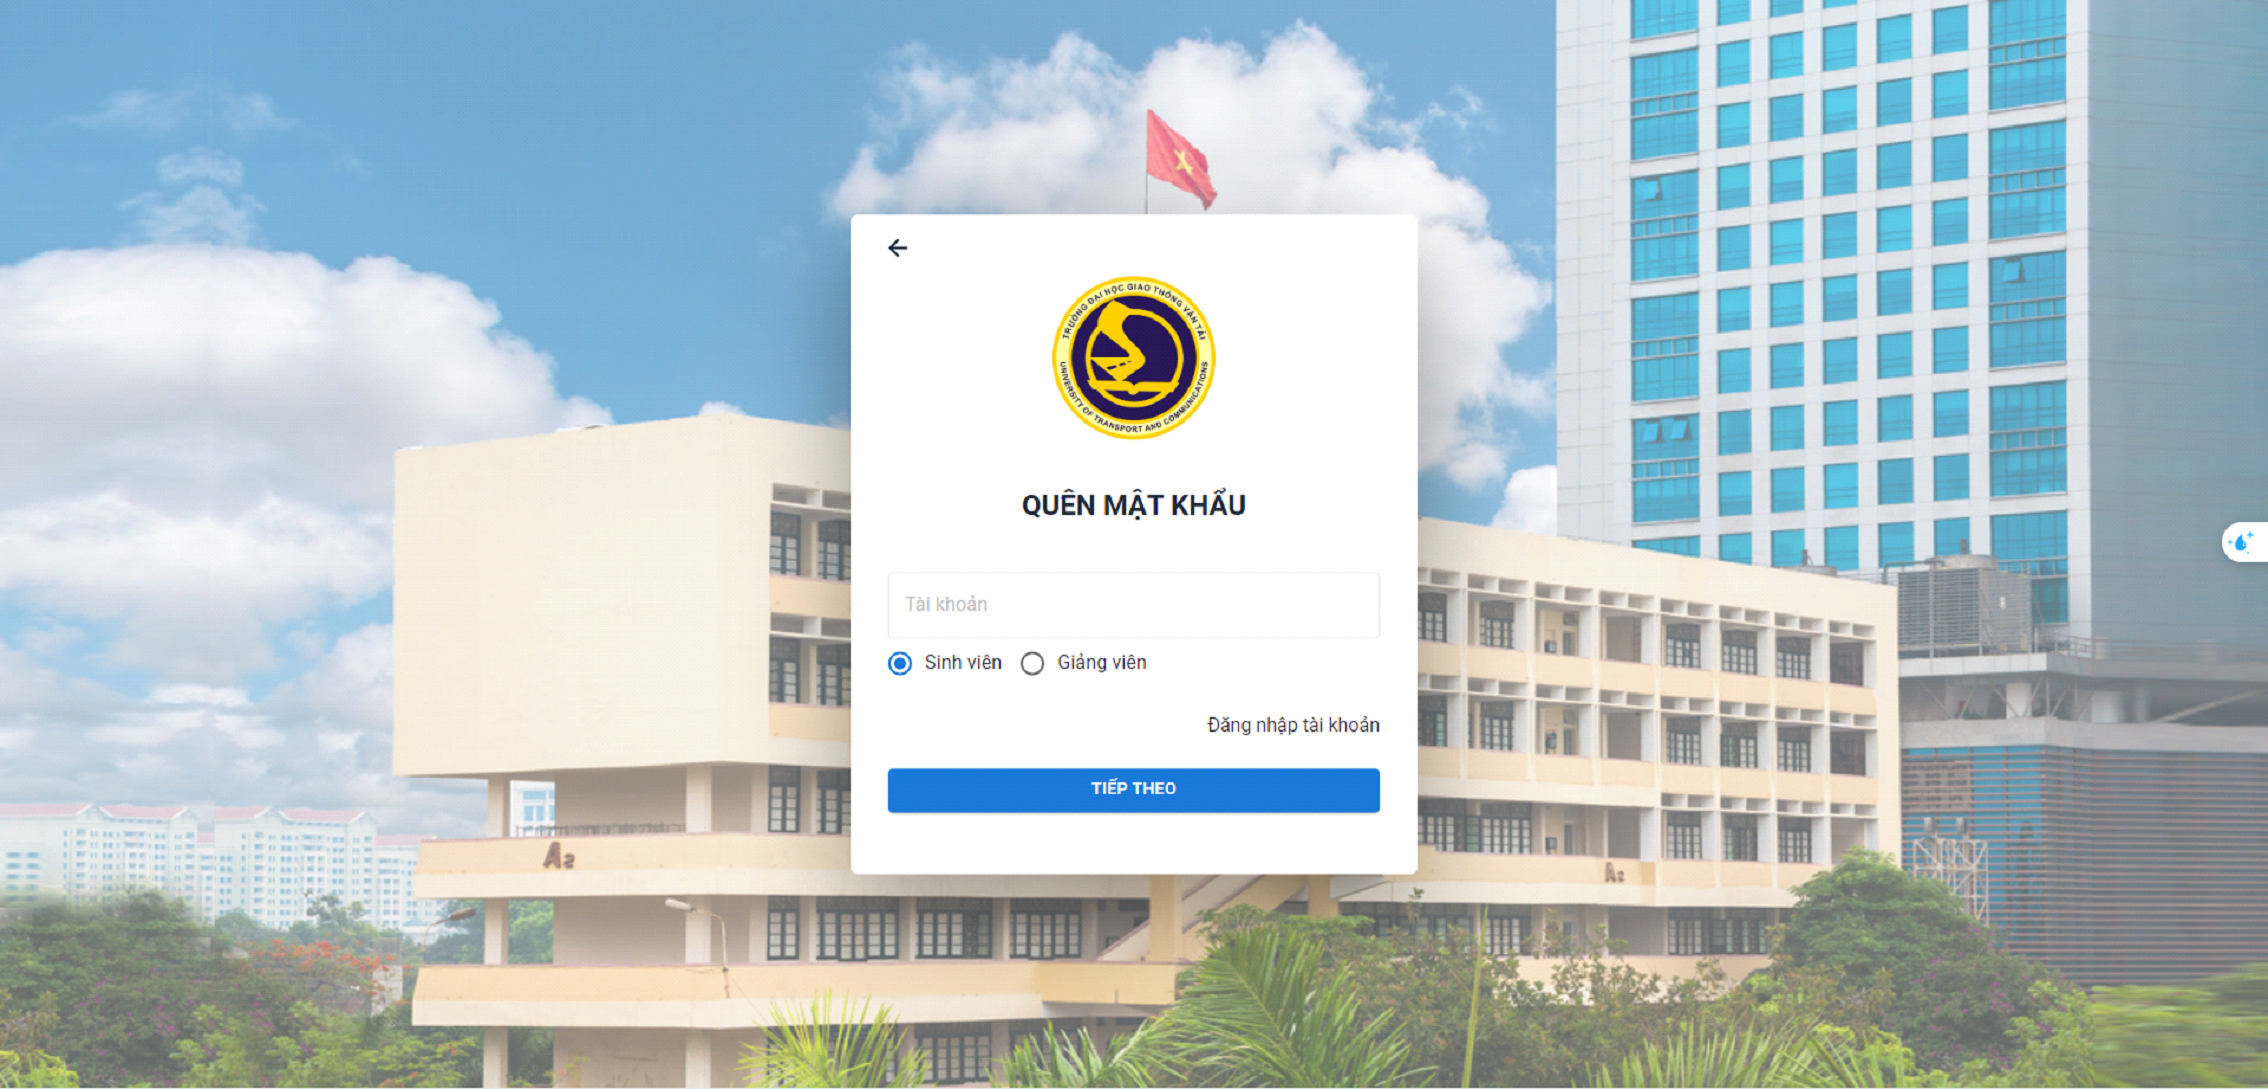 TRƯỜNG ĐẠI HỌC GIAO THÔNG VẬN TẢI
UNIVERSITY OF TRANSPORT AND COMMUNICATIONS
QUÊN MẬT KHẨU
Tài khoản
Sinh viên Giảng viên
Đăng nhập tài khoản
TIẾP THEO
A2
A2